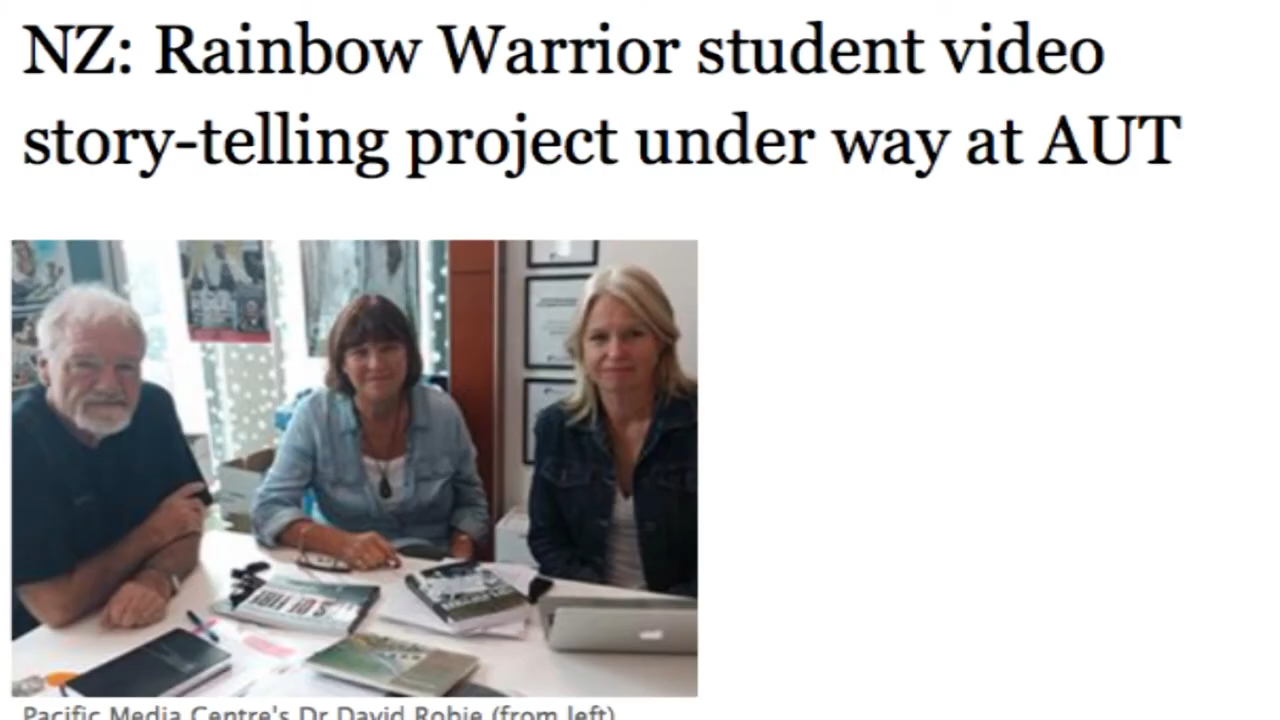 NZ: Rainbow Warrior student video
story-telling project under way at AUT
Pacific Media Centre's Dr David Robie (from left)